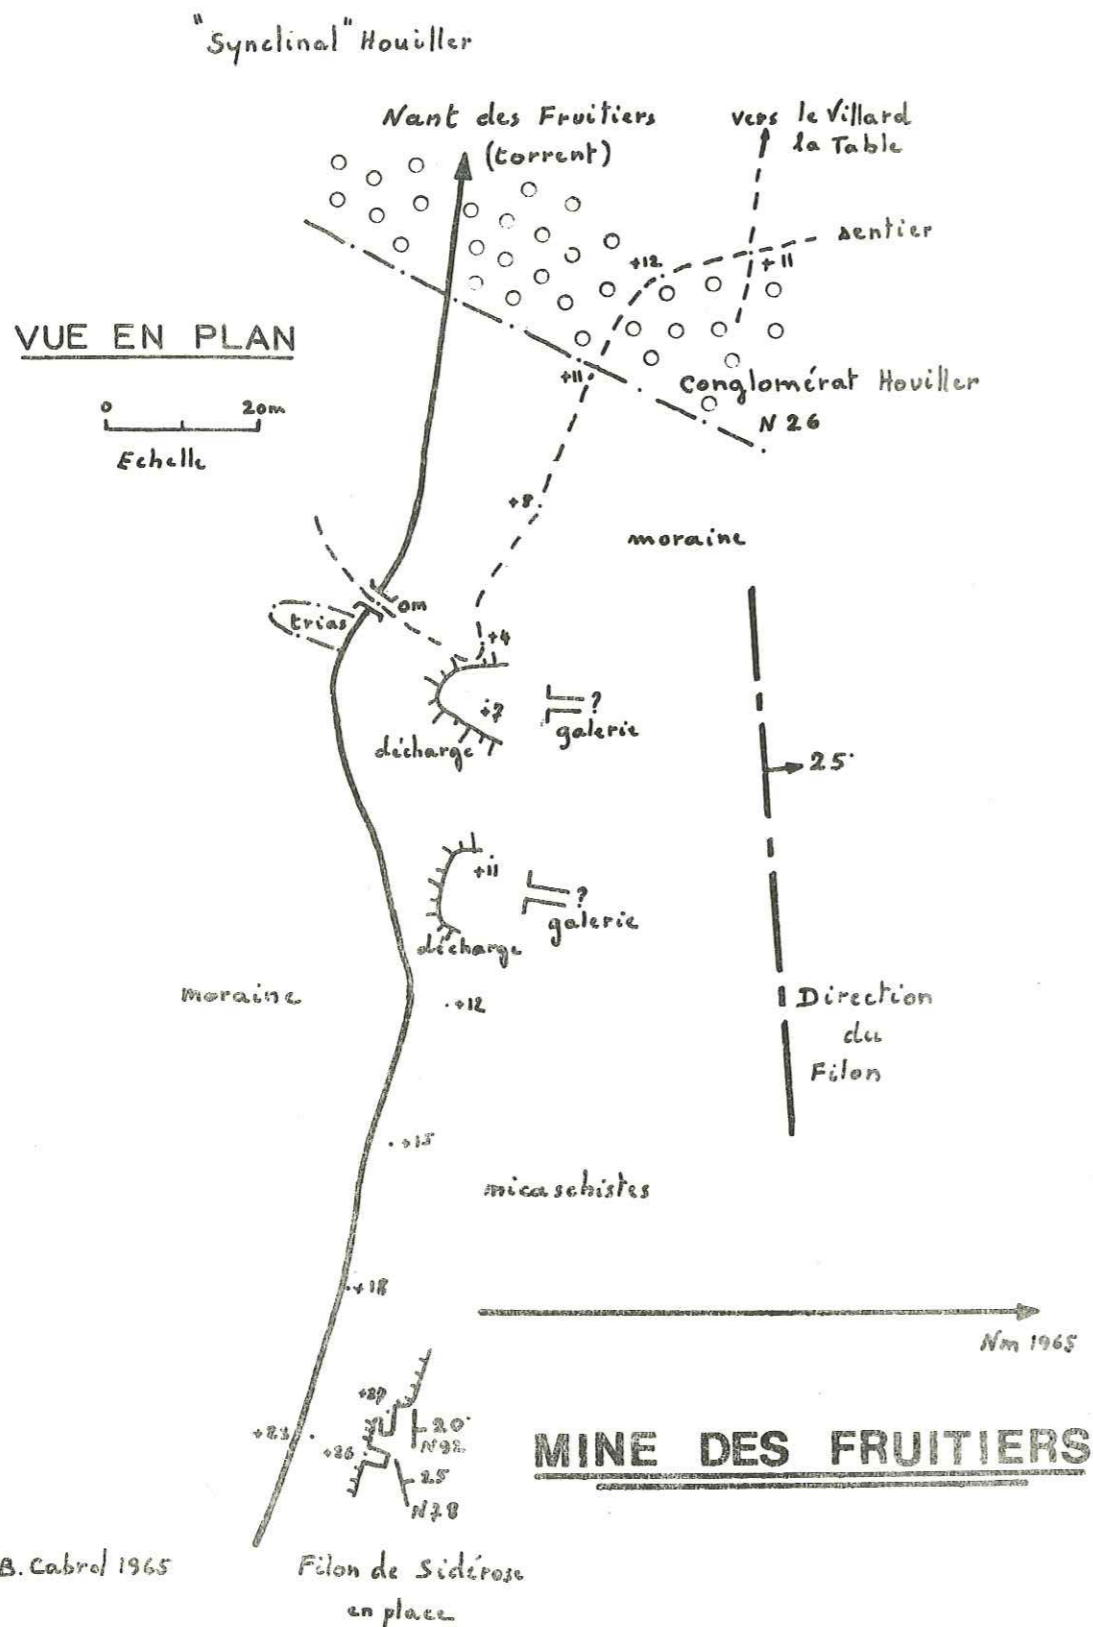 "Synclinal" Houiller
Nant des Fruitiers
(torrent)
vers le Villard
la Table
sentier
+12
+11
VUE EN PLAN
0 20m
Echelle
+11
Conglomérat Houiller
N 26
+8
moraine
0m
trias
+4
+7
?
galerie
décharge
25°
+11
?
galerie
décharge
moraine
+12
Direction
du
Filon
+15
micaschistes
+18
Nm 1965
+27
+23
20°
N92
+26
25
N78
MINE DES FRUITIERS
B. Cabrol 1965
Filon de Sidérose
en place